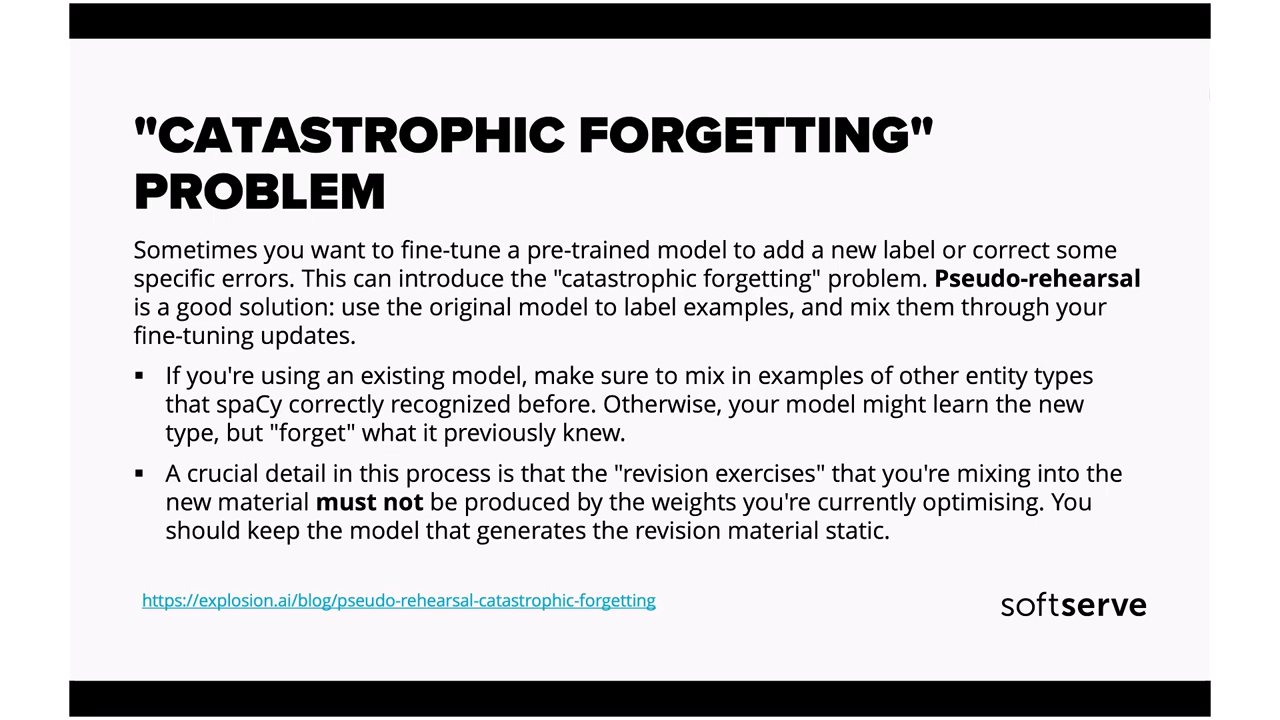 "CATASTROPHIC FORGETTING"
PROBLEM
Sometimes you want to fine-tune a pre-trained model to add a new label or correct some
specific errors. This can introduce the "catastrophic forgetting" problem. Pseudo-rehearsal
is a good solution: use the original model to label examples, and mix them through your
fine-tuning updates.
▪ If you're using an existing model, make sure to mix in examples of other entity types
that spaCy correctly recognized before. Otherwise, your model might learn the new
type, but "forget" what it previously knew.
▪ A crucial detail in this process is that the "revision exercises" that you're mixing into the
new material must not be produced by the weights you're currently optimising. You
should keep the model that generates the revision material static.
https://explosion.ai/blog/pseudo-rehearsal-catastrophic-forgetting
softserve